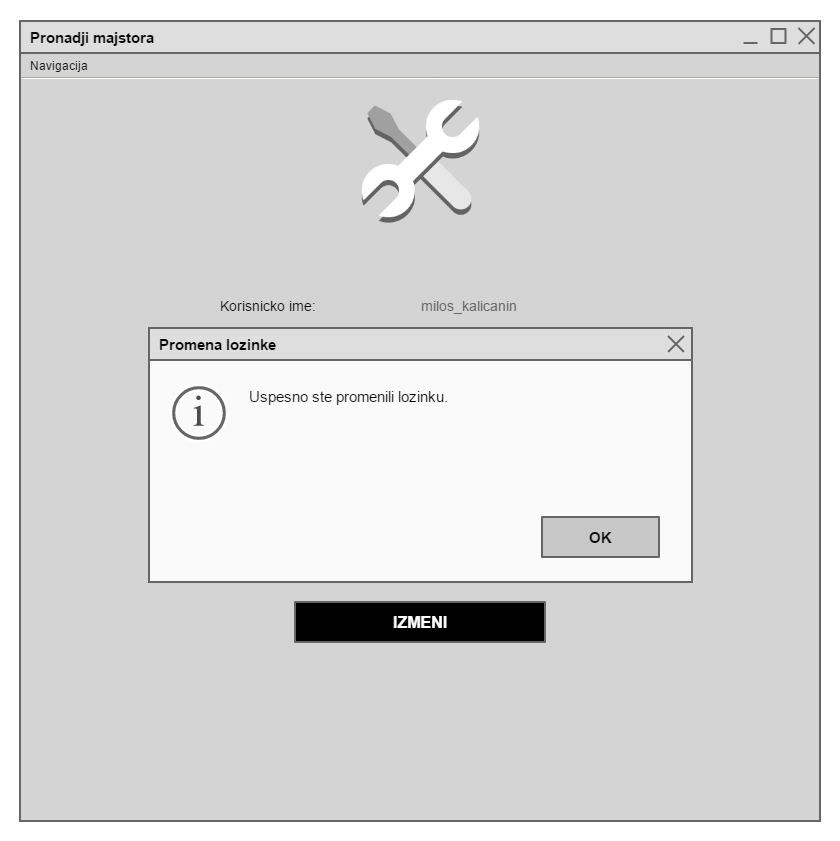 Pronadji majstora
Navigacija
Korisnicko ime: milos_kalicanin
Promena lozinke
i
Uspesno ste promenili lozinku.
OK
IZMENI